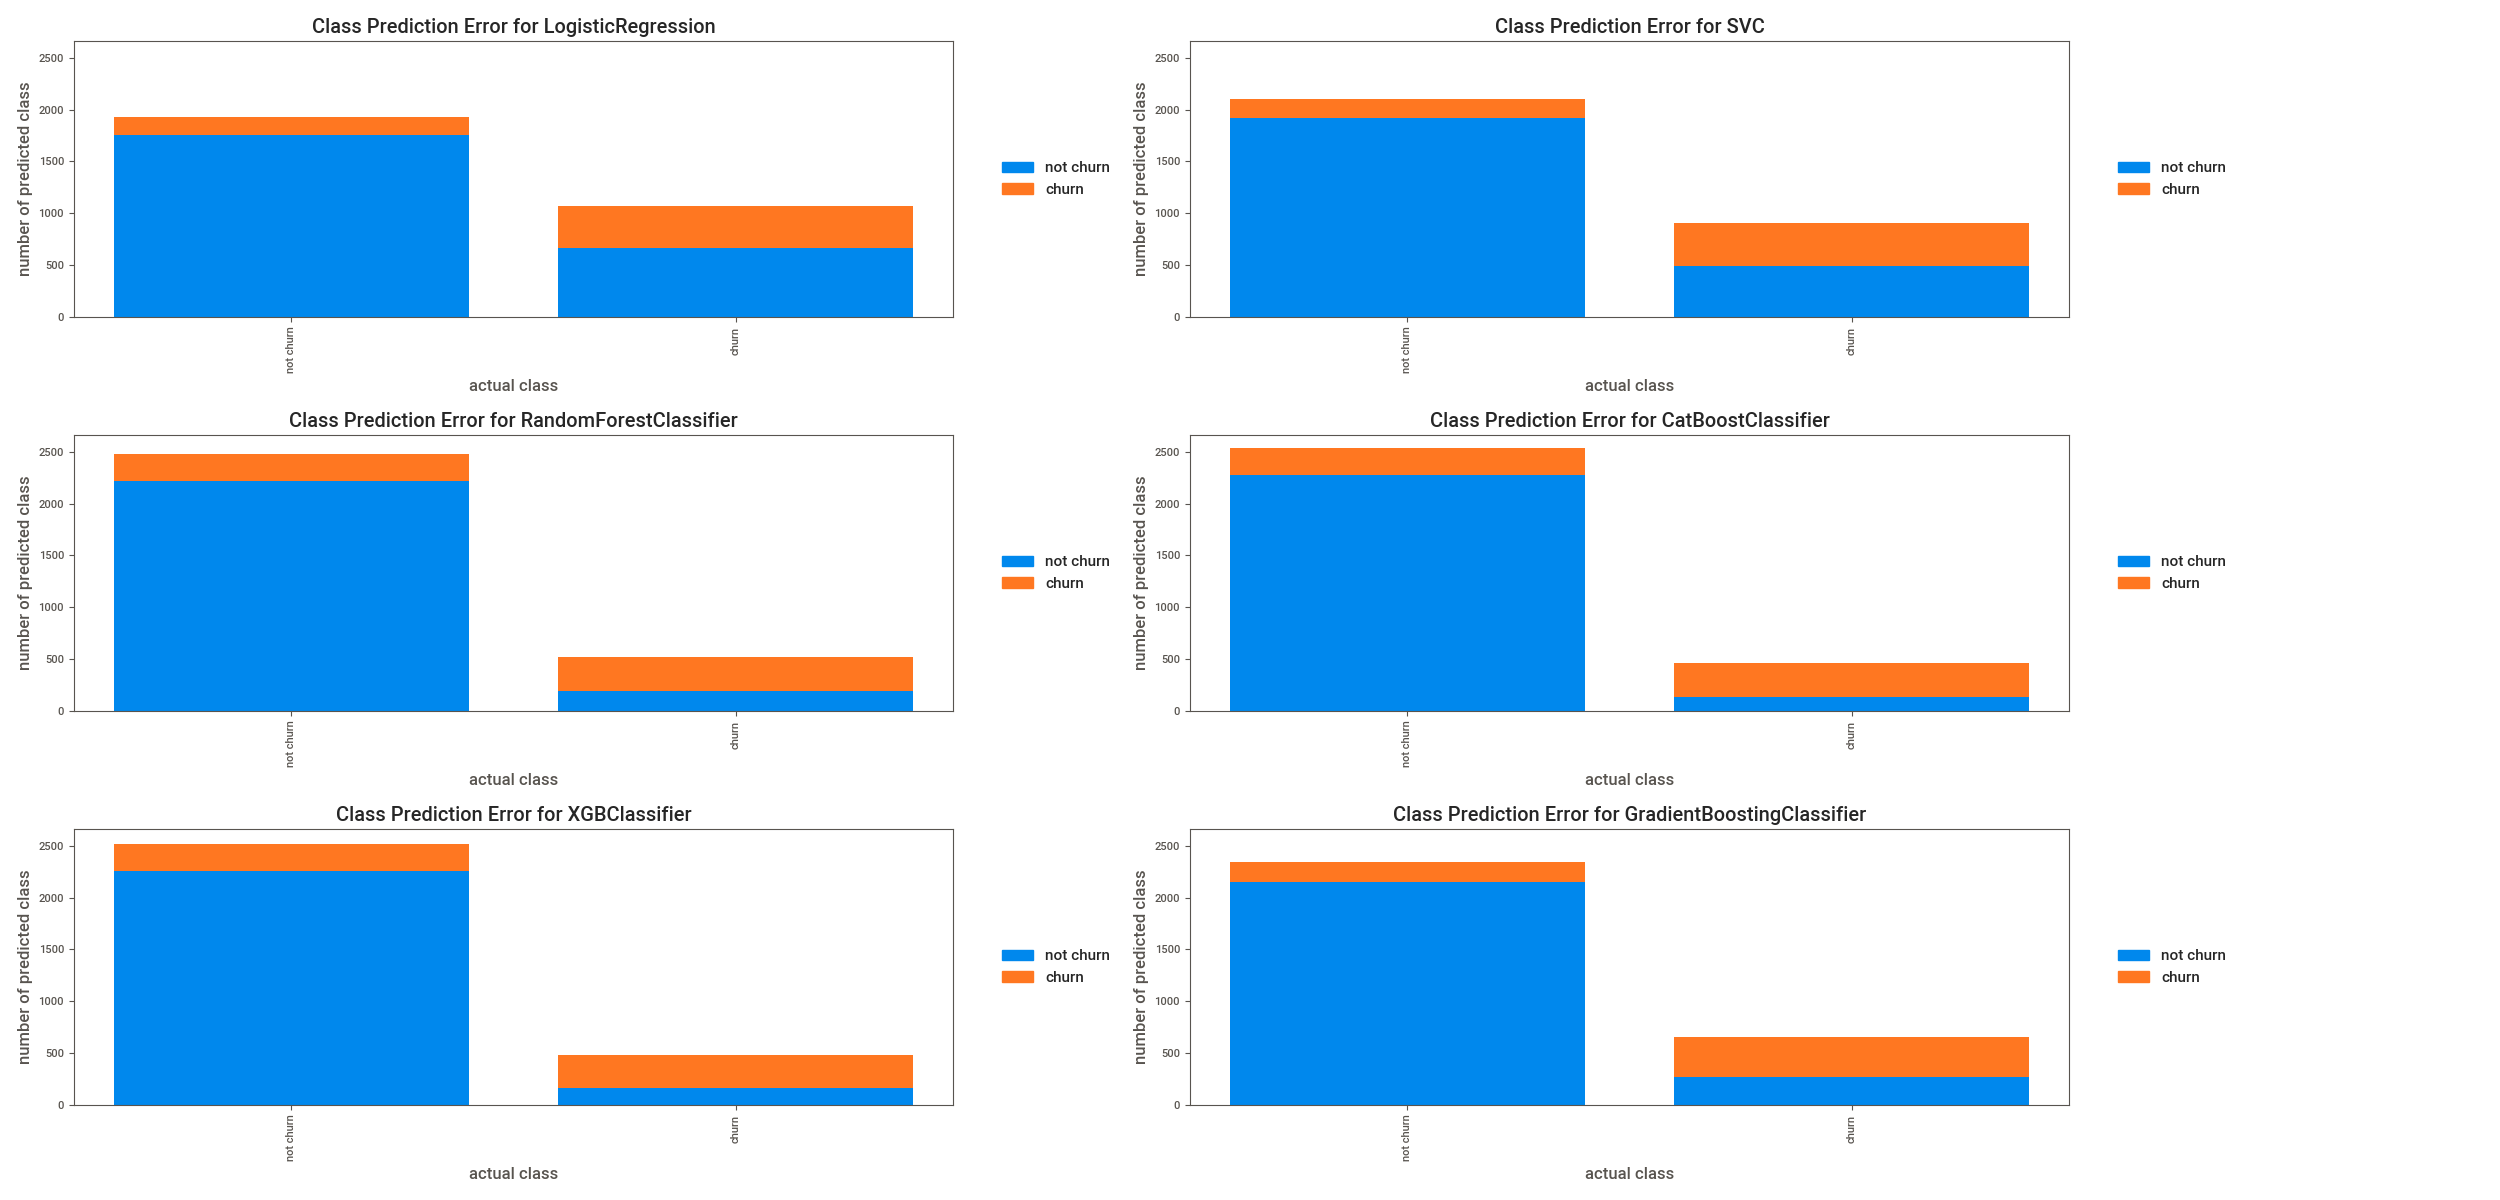 Class Prediction Error for LogisticRegression
number of predicted class
2500
2000
1500
1000
500
0
not churn
churn
actual class
not churn
churn
Class Prediction Error for SVC
number of predicted class
2500
2000
1500
1000
500
0
not churn
churn
actual class
not churn
churn
Class Prediction Error for RandomForestClassifier
number of predicted class
2500
2000
1500
1000
500
0
not churn
churn
actual class
not churn
churn
Class Prediction Error for CatBoostClassifier
number of predicted class
2500
2000
1500
1000
500
0
not churn
churn
actual class
not churn
churn
Class Prediction Error for XGBClassifier
number of predicted class
2500
2000
1500
1000
500
0
not churn
churn
actual class
not churn
churn
Class Prediction Error for GradientBoostingClassifier
number of predicted class
2500
2000
1500
1000
500
0
not churn
churn
actual class
not churn
churn